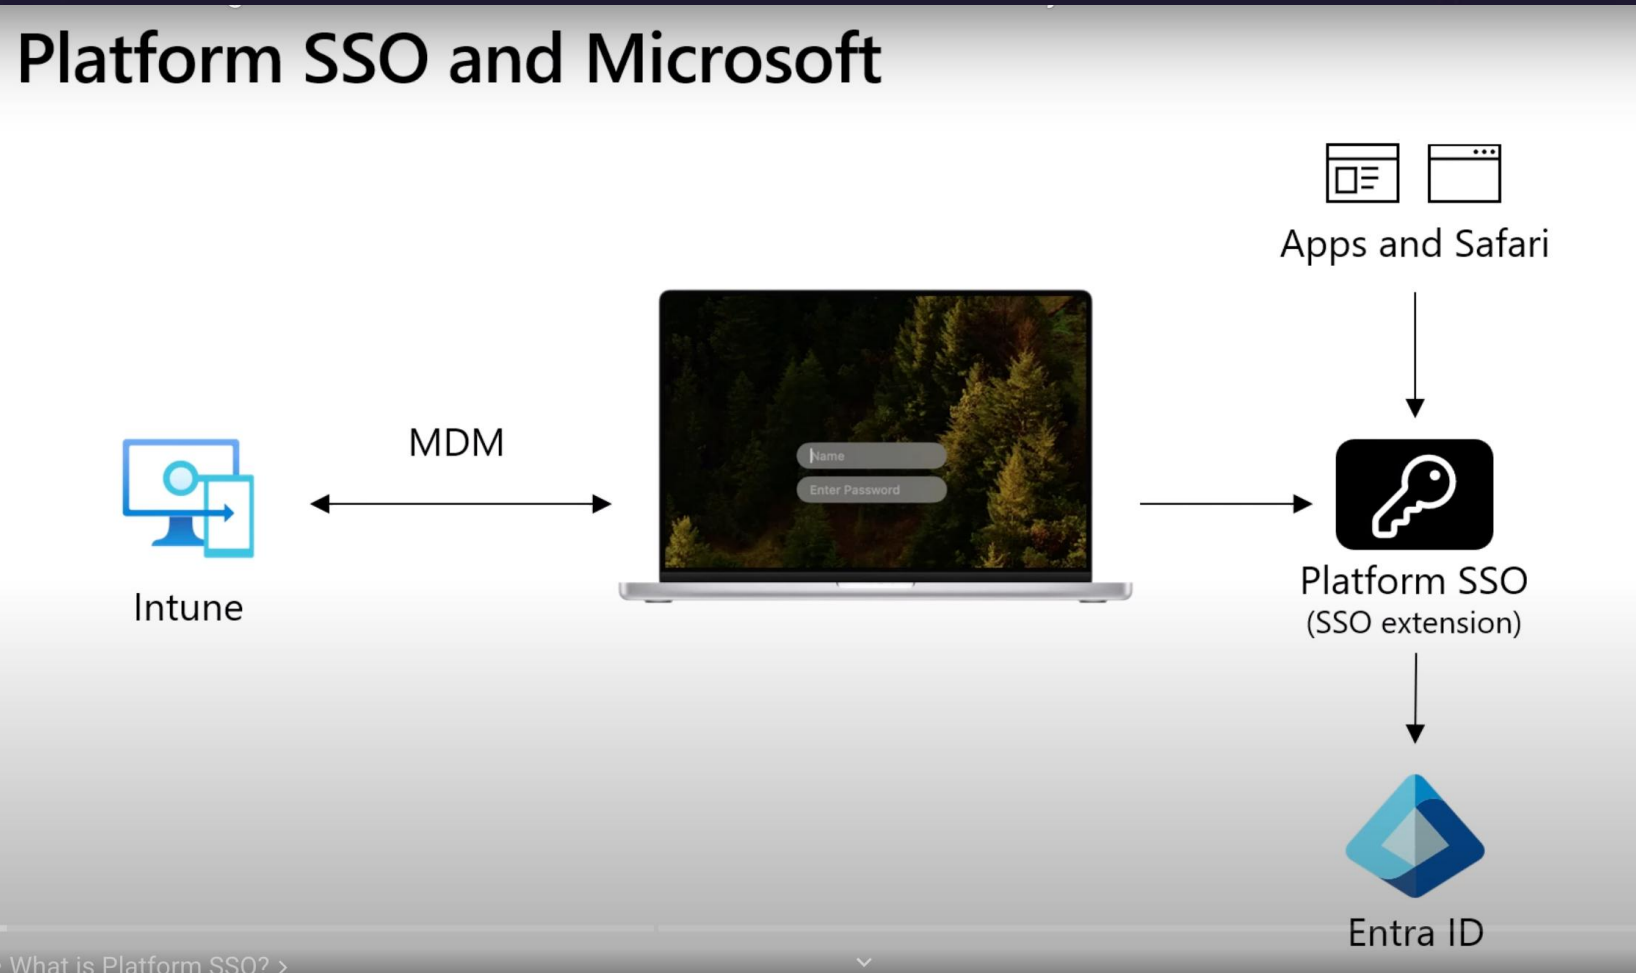 Platform SSO and Microsoft
Apps and Safari
MDM
Name
Enter Password
Intune
Platform SSO
(SSO extension)
Entra ID
What is Platform SSO? >